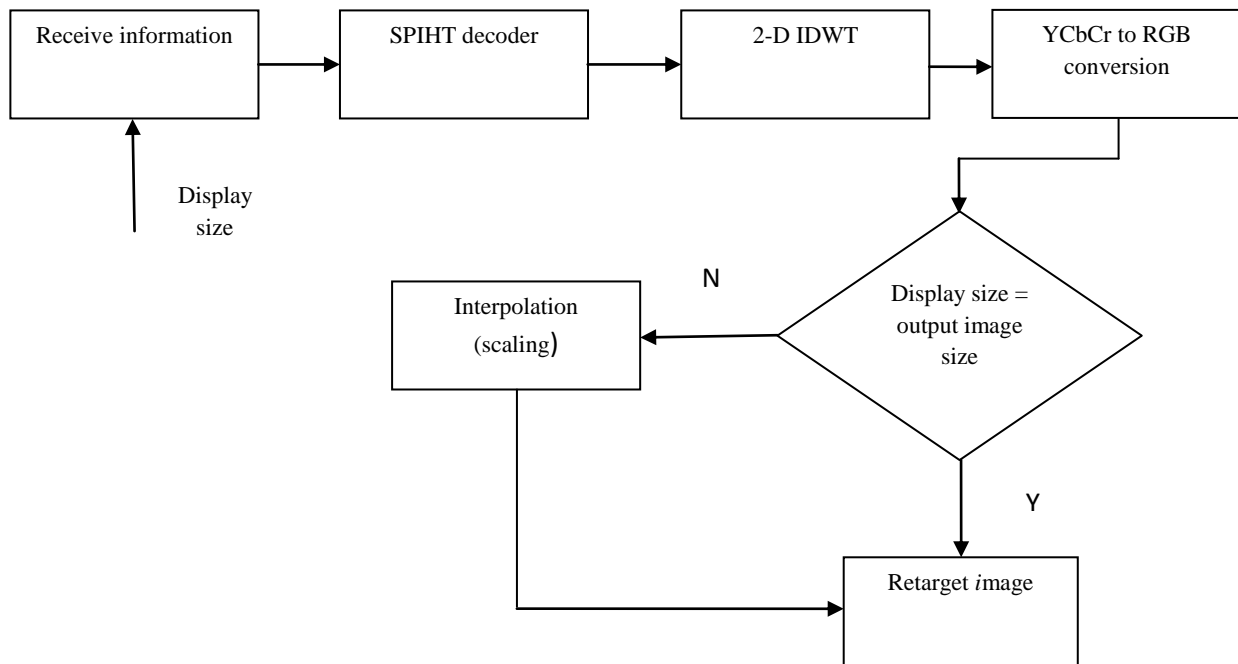 Receive information
SPIHT decoder
2-D IDWT
YCbCr to RGB
conversion
Display
size
N
Interpolation
(scaling)
Display size =
output image
size
Y
Retarget image